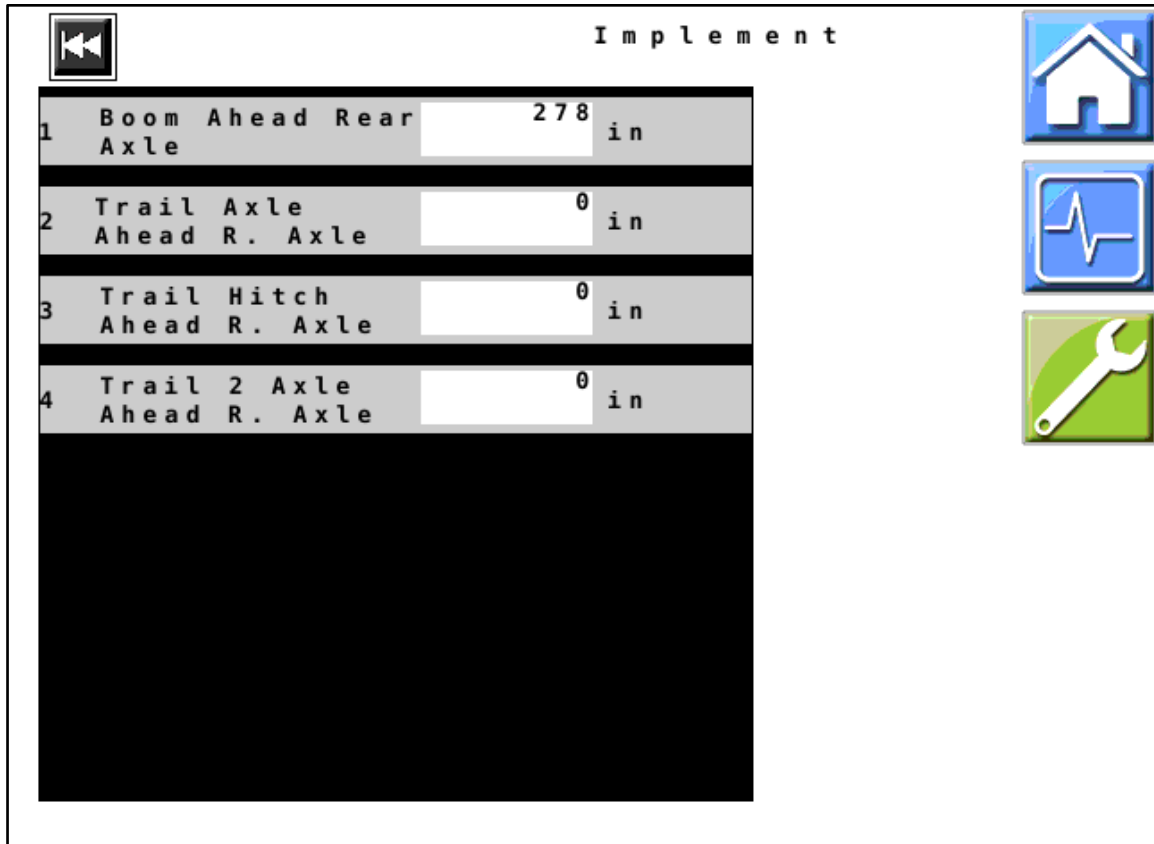 Implement
1 Boom Ahead Rear Axle 278 in
2 Trail Axle Ahead R. Axle 0 in
3 Trail Hitch Ahead R. Axle 0 in
4 Trail 2 Axle Ahead R. Axle 0 in